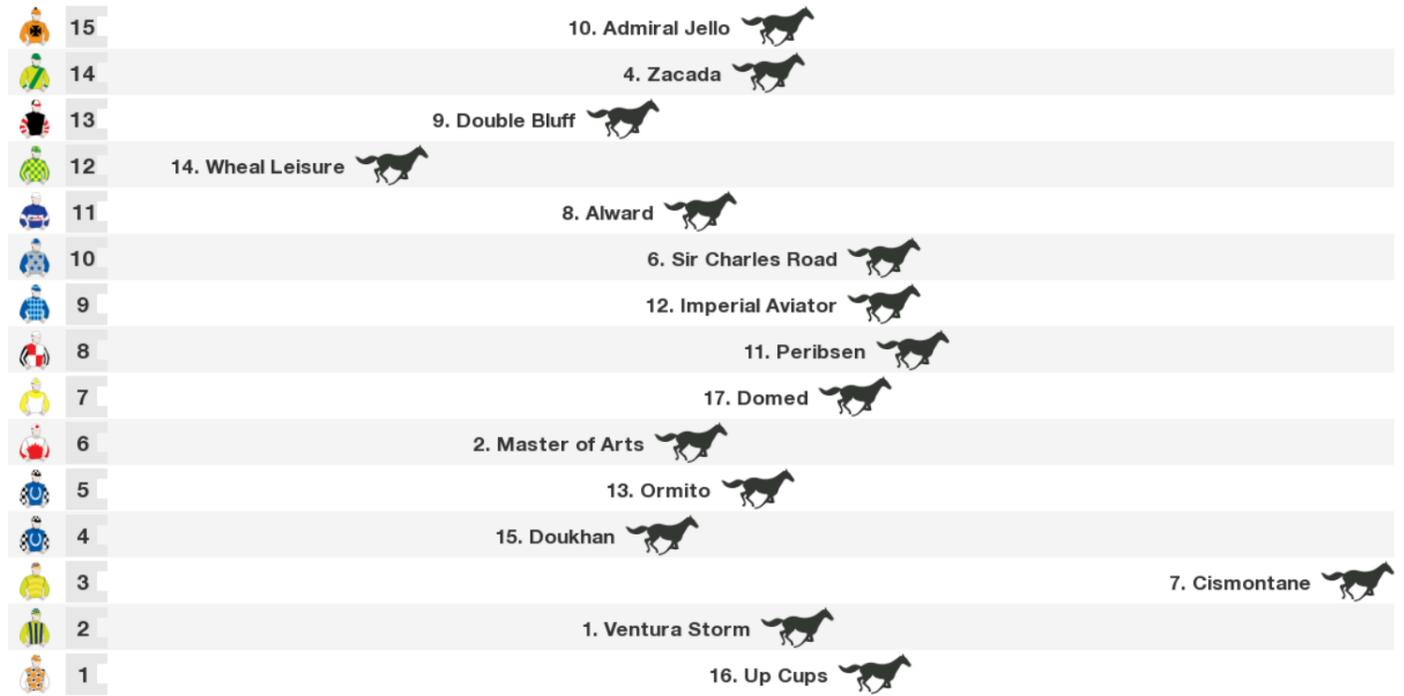 15 10. Admiral Jello
14 4. Zacada
13 9. Double Bluff
12 14. Wheal Leisure
11 8. Alward
10 6. Sir Charles Road
9 12. Imperial Aviator
8 11. Peribsen
7 17. Domed
6 2. Master of Arts
5 13. Ormito
4 15. Doukhan
3 7. Cismontane
2 1. Ventura Storm
1 16. Up Cups